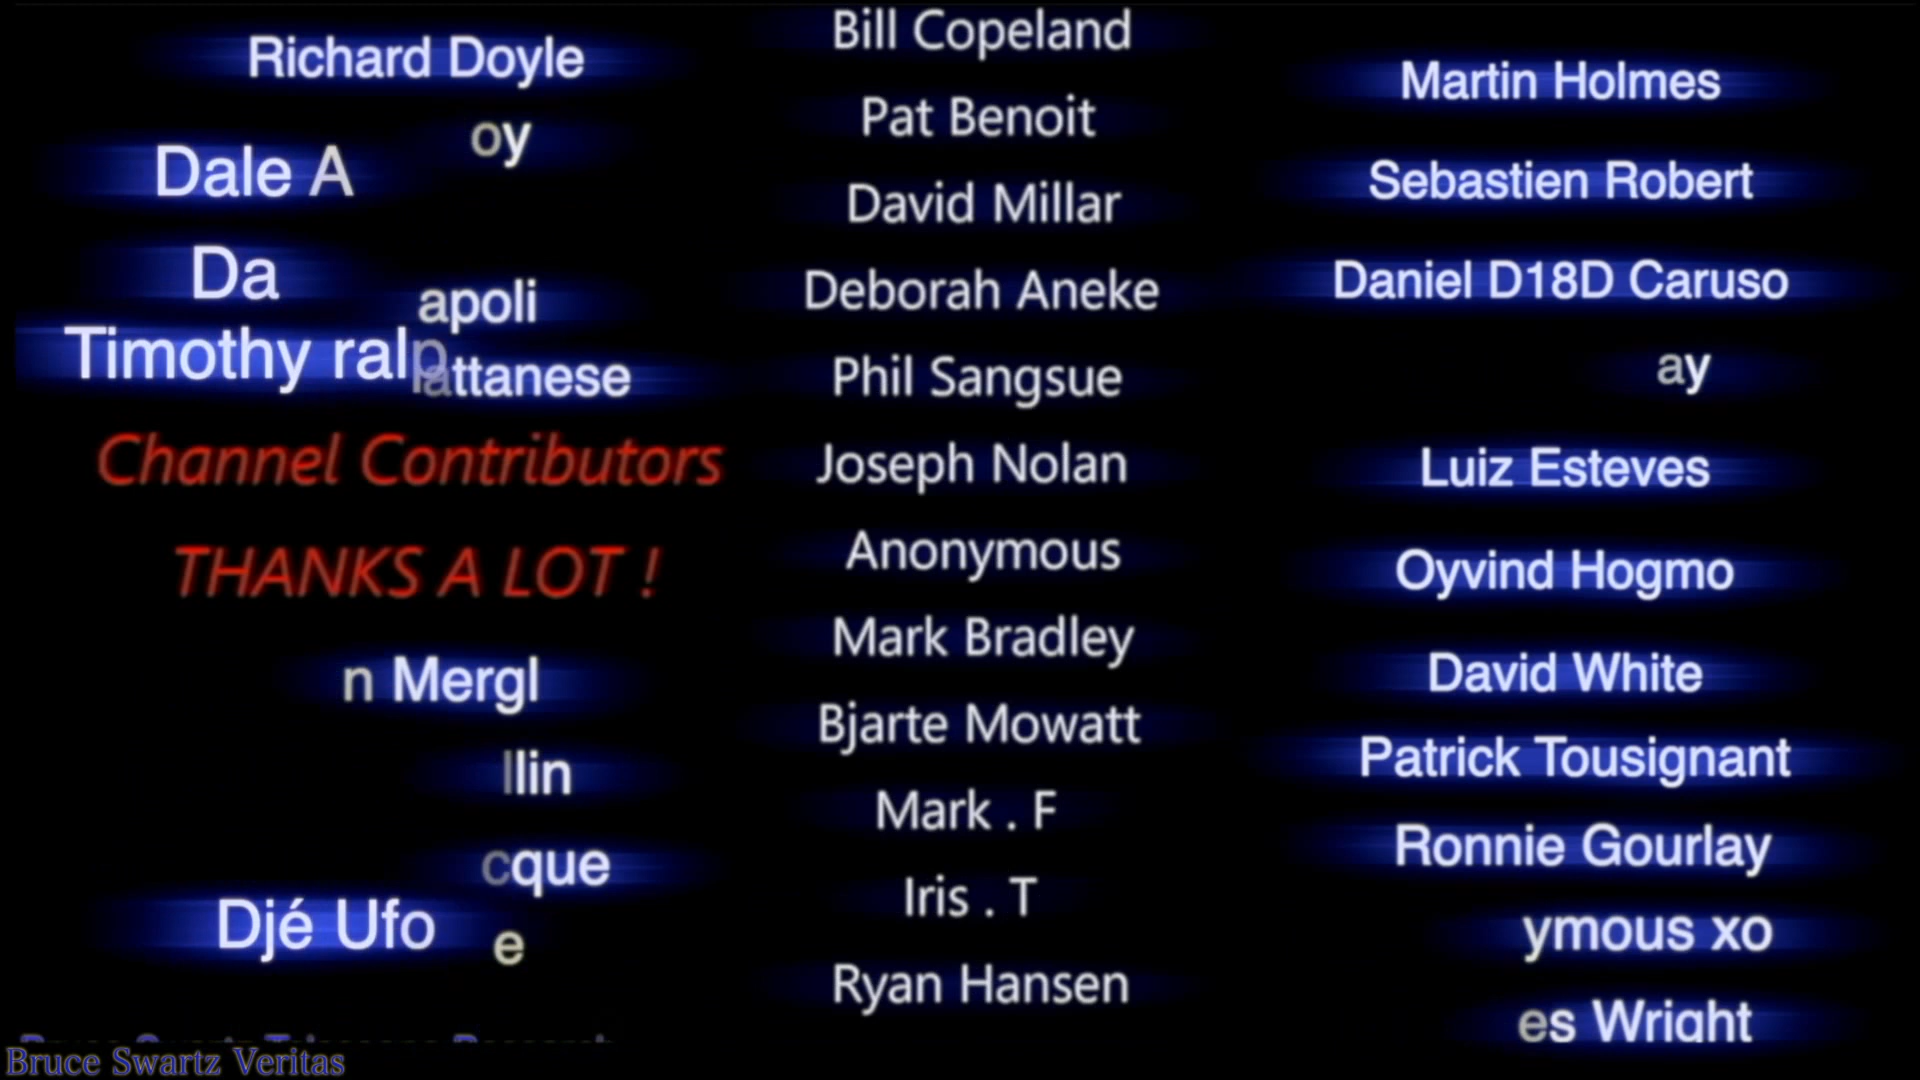 Richard Doyle
oy
Dale A
Da
apoli
Timothy ralp
attanese
Channel Contributors
THANKS A LOT !
n Mergl
llin
cque
Djé Ufo
e
Bruce Swartz Veritas
Bill Copeland
Pat Benoit
David Millar
Deborah Aneke
Phil Sangsue
Joseph Nolan
Anonymous
Mark Bradley
Bjarte Mowatt
Mark . F
Iris . T
Ryan Hansen
Martin Holmes
Sebastien Robert
Daniel D18D Caruso
ay
Luiz Esteves
Oyvind Hogmo
David White
Patrick Tousignant
Ronnie Gourlay
ymous xo
es Wright